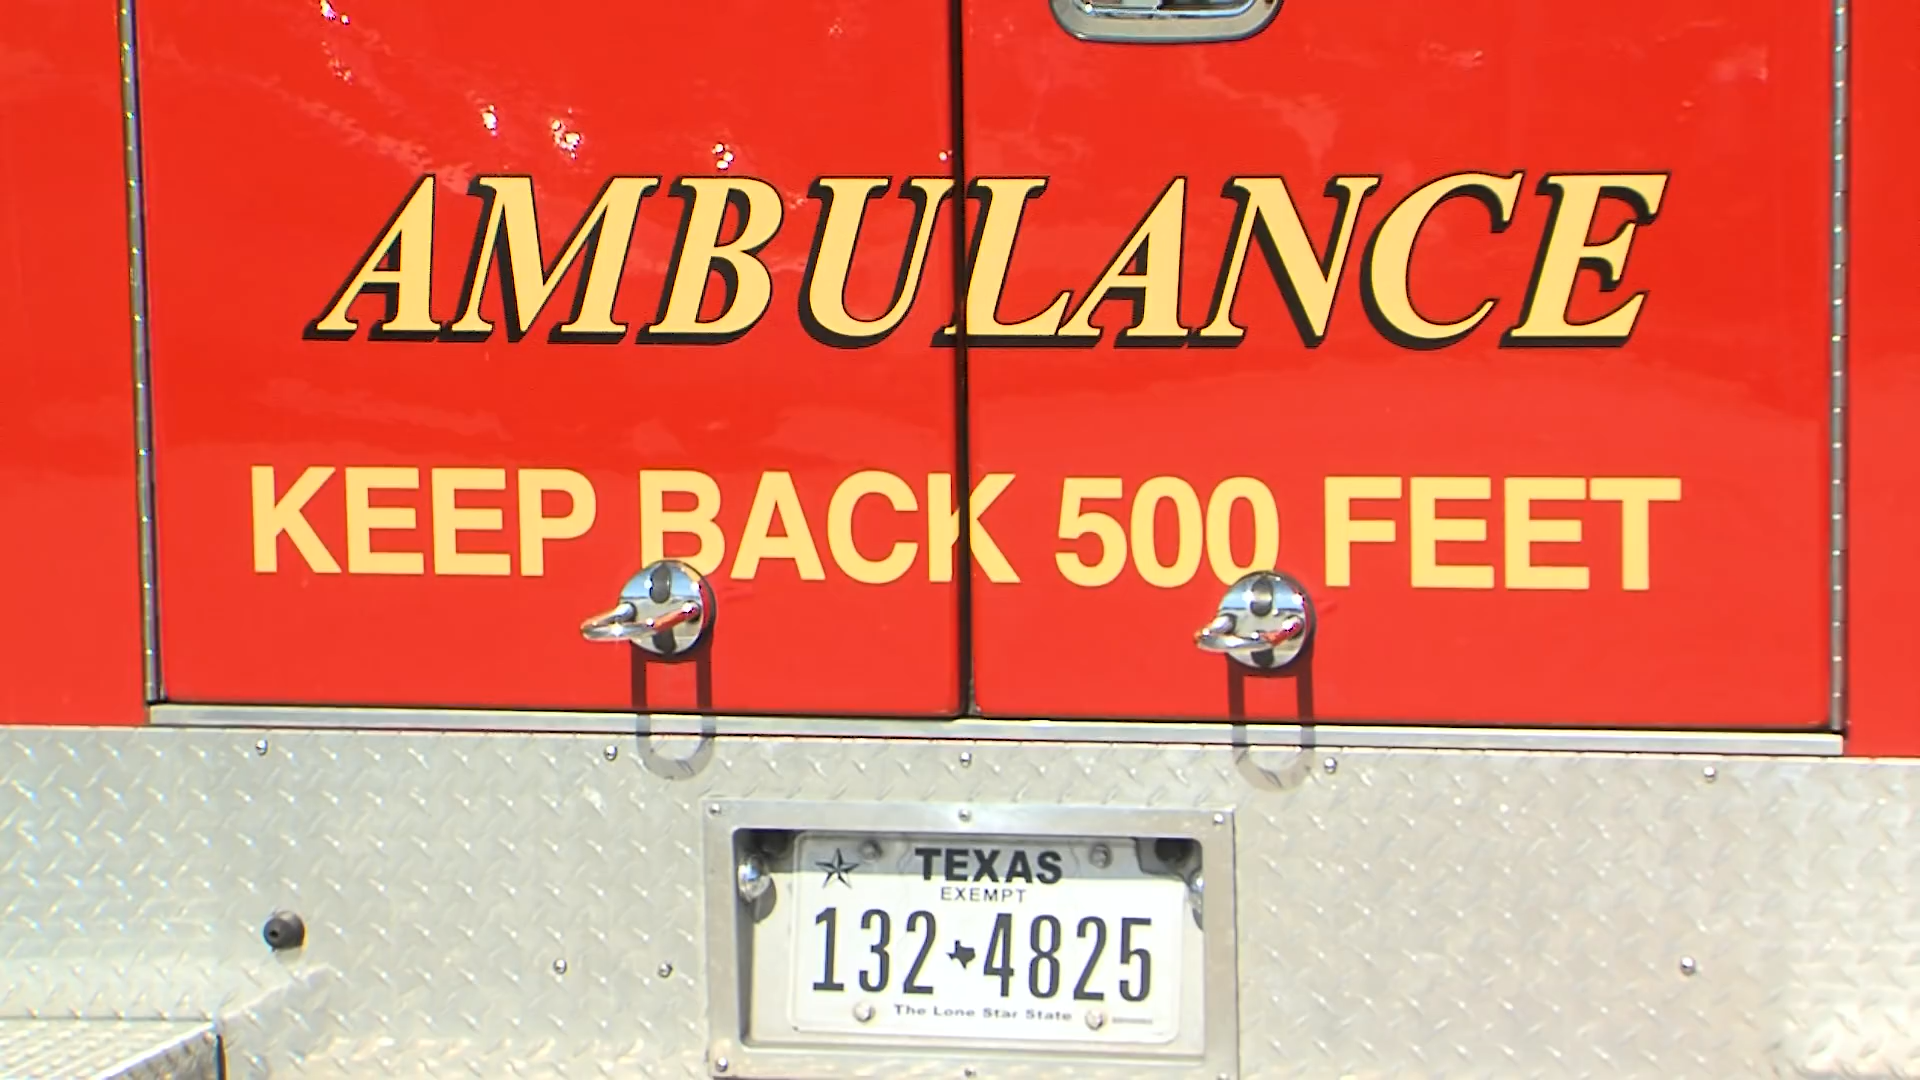 AMBULANCE
KEEP BACK 500 FEET
TEXAS
EXEMPT
132 4825
The Lone Star State